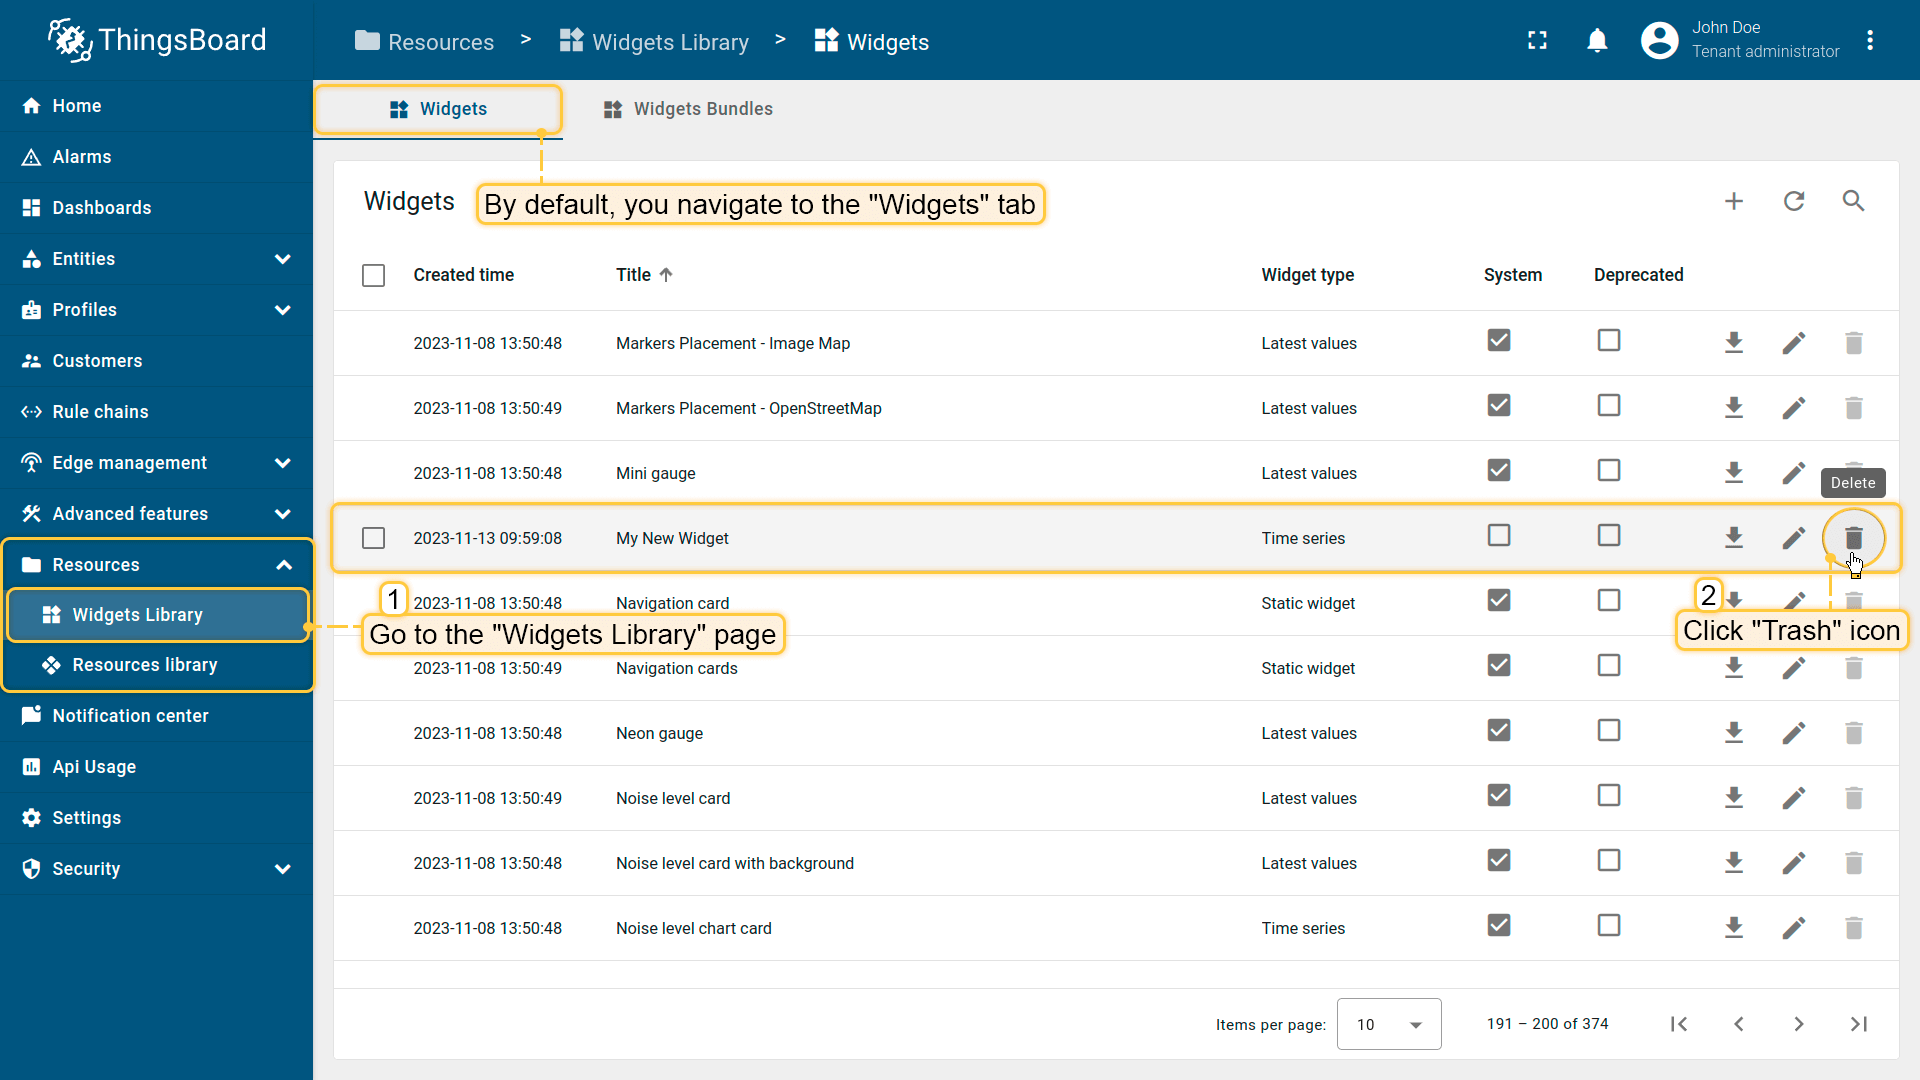 ThingsBoard
Resources > Widgets Library > Widgets
John Doe
Tenant administrator
Home
Alarms
Dashboards
Entities
Profiles
Customers
Rule chains
Edge management
Advanced features
Resources
Widgets Library
Resources library
Notification center
Api Usage
Settings
Security
Widgets
Widgets Bundles
Widgets
By default, you navigate to the "Widgets" tab
Created time Title Widget type System Deprecated
2023-11-08 13:50:48 Markers Placement - Image Map Latest values
2023-11-08 13:50:49 Markers Placement - OpenStreetMap Latest values
2023-11-08 13:50:48 Mini gauge Latest values
Delete
2023-11-13 09:59:08 My New Widget Time series
1
2023-11-08 13:50:48 Navigation card Static widget
2
Go to the "Widgets Library" page
Click "Trash" icon
2023-11-08 13:50:49 Navigation cards Static widget
2023-11-08 13:50:48 Neon gauge Latest values
2023-11-08 13:50:49 Noise level card Latest values
2023-11-08 13:50:48 Noise level card with background Latest values
2023-11-08 13:50:48 Noise level chart card Time series
Items per page: 10 191 – 200 of 374